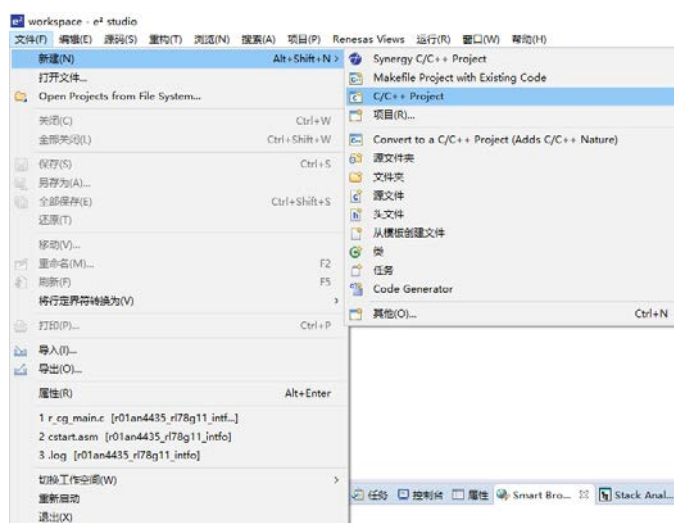 workspace - e² studio
文件(F) 编辑(E) 源码(S) 重构(T) 浏览(N) 搜索(A) 项目(P) Renesas Views 运行(R) 窗口(W) 帮助(H)
新建(N) Alt+Shift+N >
打开文件...
Open Projects from File System...
关闭(C) Ctrl+W
全部关闭(L) Ctrl+Shift+W
保存(S) Ctrl+S
另存为(A)...
全部保存(E) Ctrl+Shift+S
还原(T)
移动(V)...
重命名(M)... F2
刷新(F) F5
将行定界符转换为(V) >
打印(P)... Ctrl+P
导入(I)...
导出(O)...
属性(R) Alt+Enter
1 r_cg_main.c [r01an4435_rl78g11_intf...]
2 cstart.asm [r01an4435_rl78g11_intfo]
3 .log [r01an4435_rl78g11_intfo]
切换工作空间(W) >
重新启动
退出(X)
Synergy C/C++ Project
Makefile Project with Existing Code
C/C++ Project
项目(R)...
Convert to a C/C++ Project (Adds C/C++ Nature)
源文件夹
文件夹
源文件
头文件
从模板创建文件
类
任务
Code Generator
其他(O)... Ctrl+N
任务 控制台 属性 Smart Bro... Stack Anal...